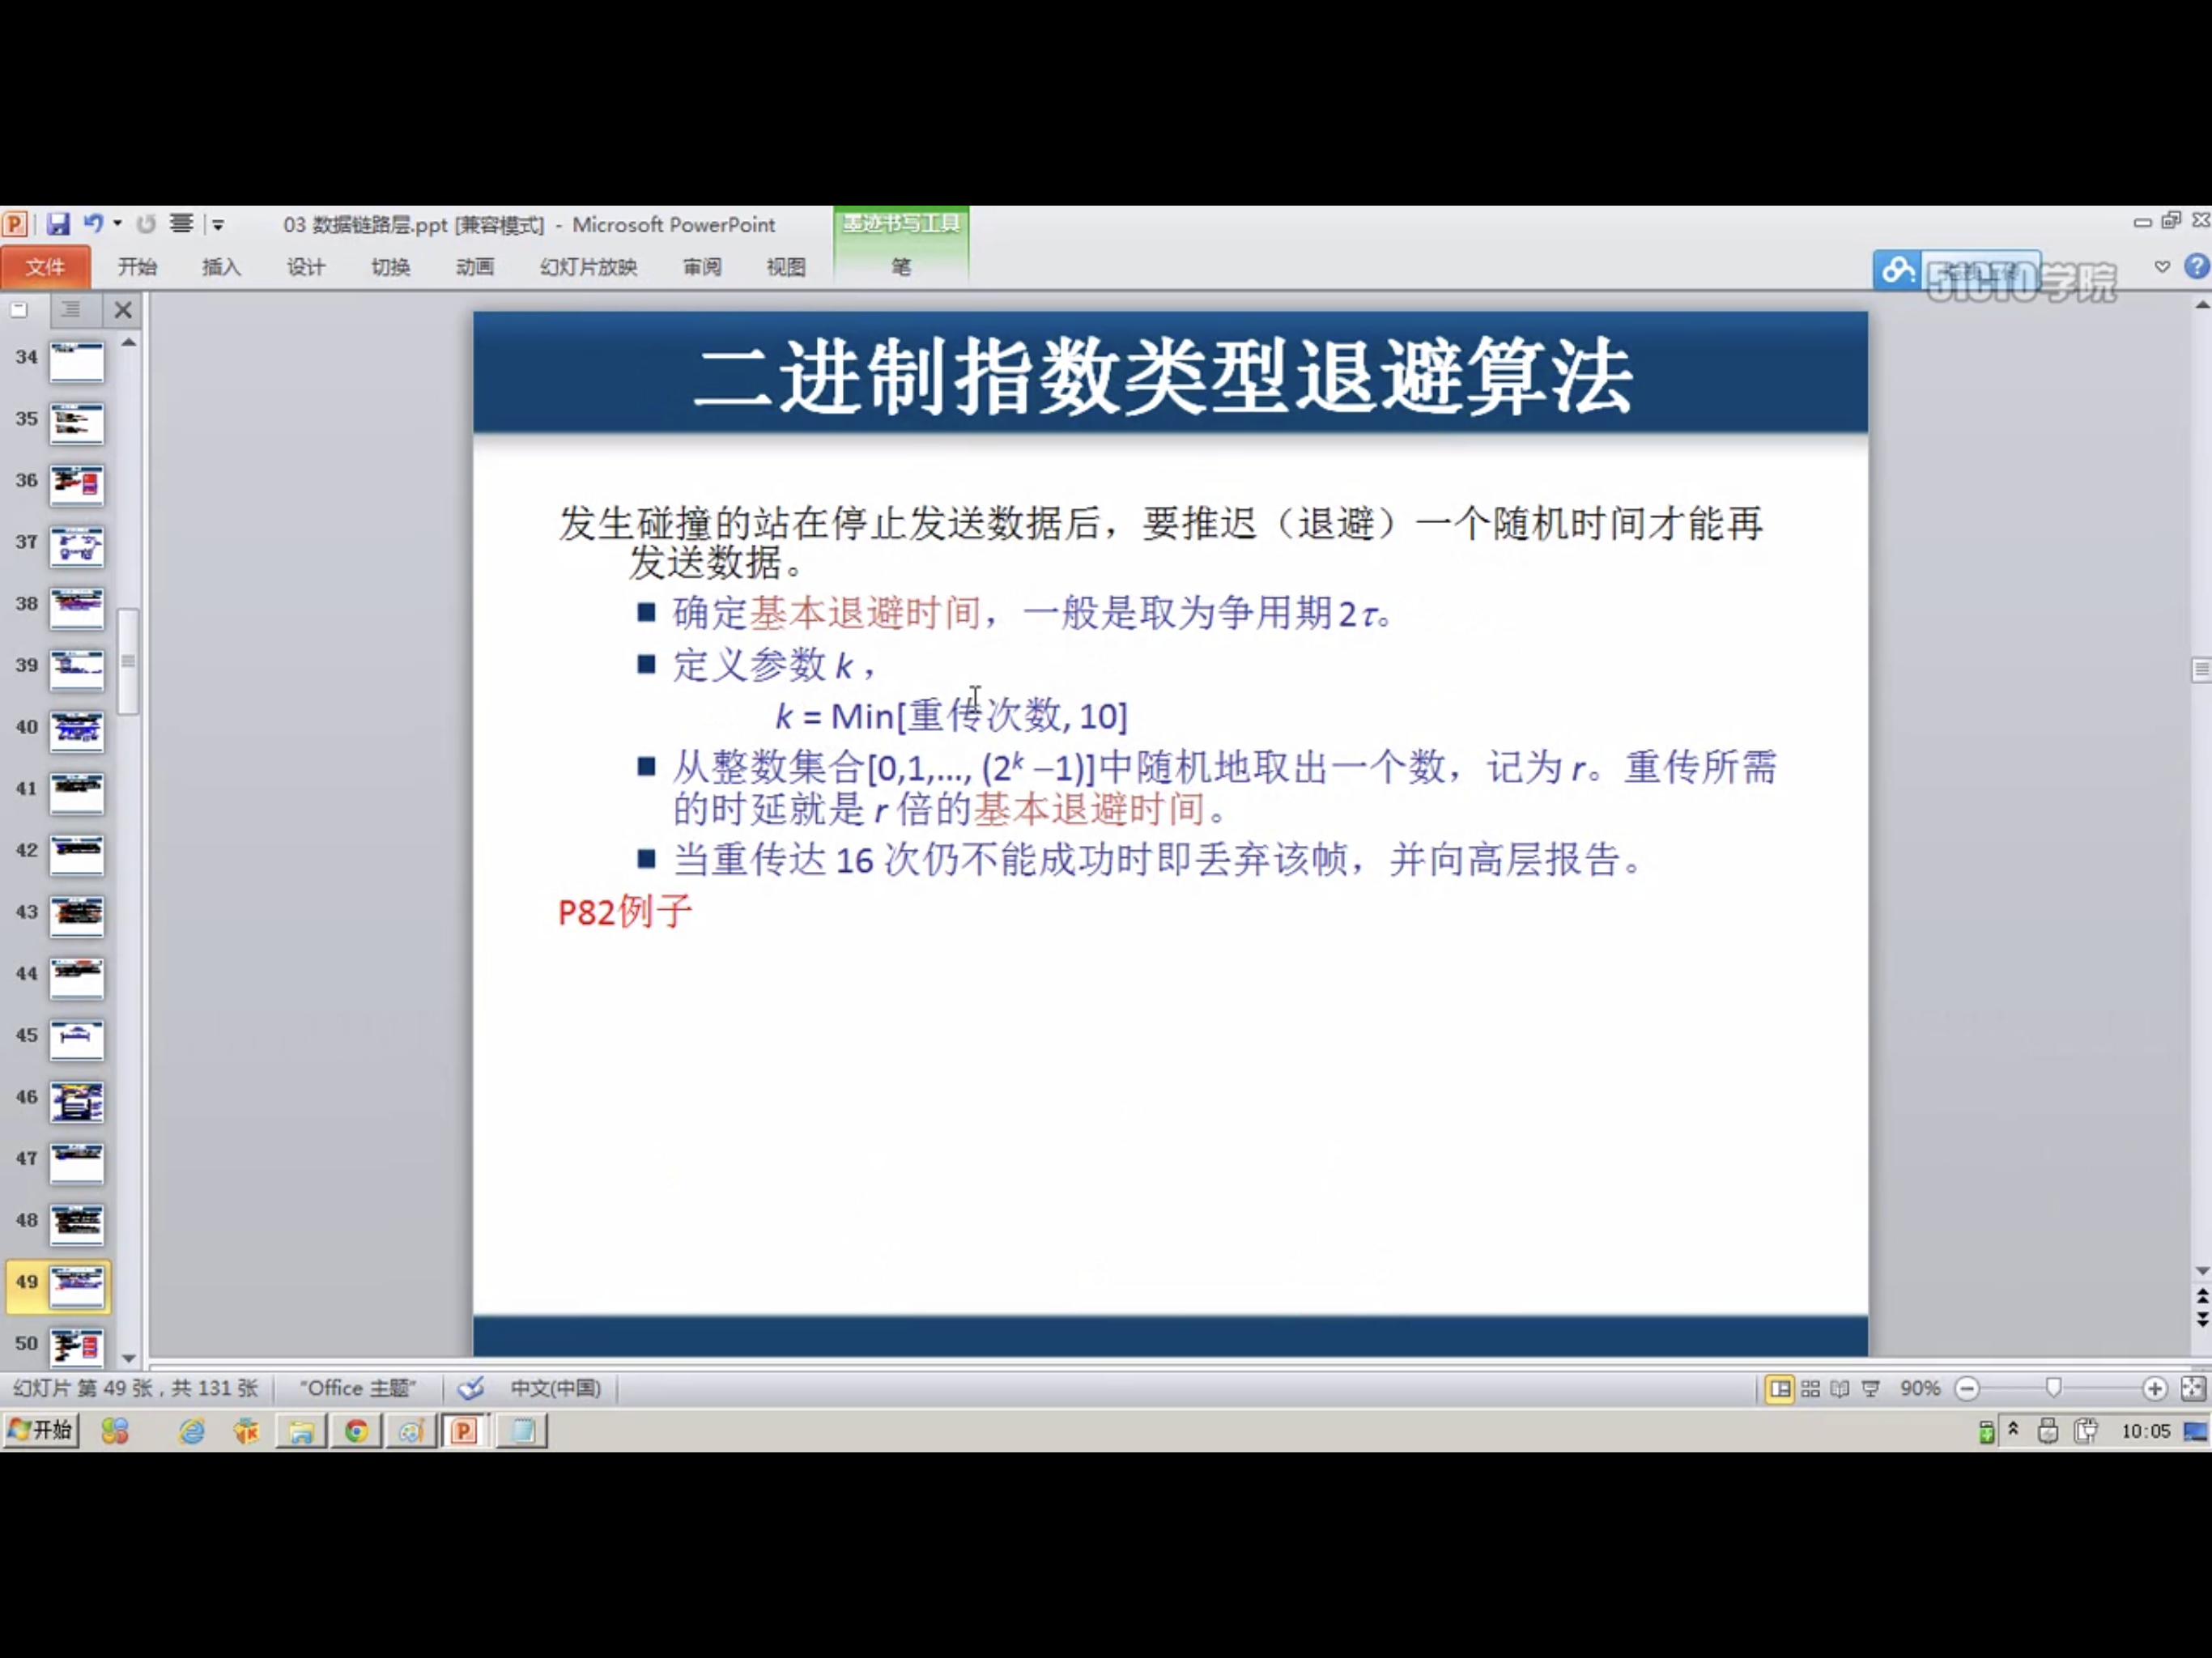 03 数据链路层.ppt [兼容模式] - Microsoft PowerPoint
墨迹书写工具
文件 开始 插入 设计 切换 动画 幻灯片放映 审阅 视图 笔
51CTO学院
二进制指数类型退避算法
发生碰撞的站在停止发送数据后，要推迟（退避）一个随机时间才能再
发送数据。
■ 确定基本退避时间，一般是取为争用期2τ。
■ 定义参数 k ，
k = Min[重传次数, 10]
■ 从整数集合[0,1,…, (2ᵏ –1)]中随机地取出一个数，记为 r。重传所需
的时延就是 r 倍的基本退避时间。
■ 当重传达 16 次仍不能成功时即丢弃该帧，并向高层报告。
P82例子
34
35
36
37
38
39
40
41
42
43
44
45
46
47
48
49
50
幻灯片 第 49 张，共 131 张 "Office 主题" 中文(中国) 90%
开始 10:05